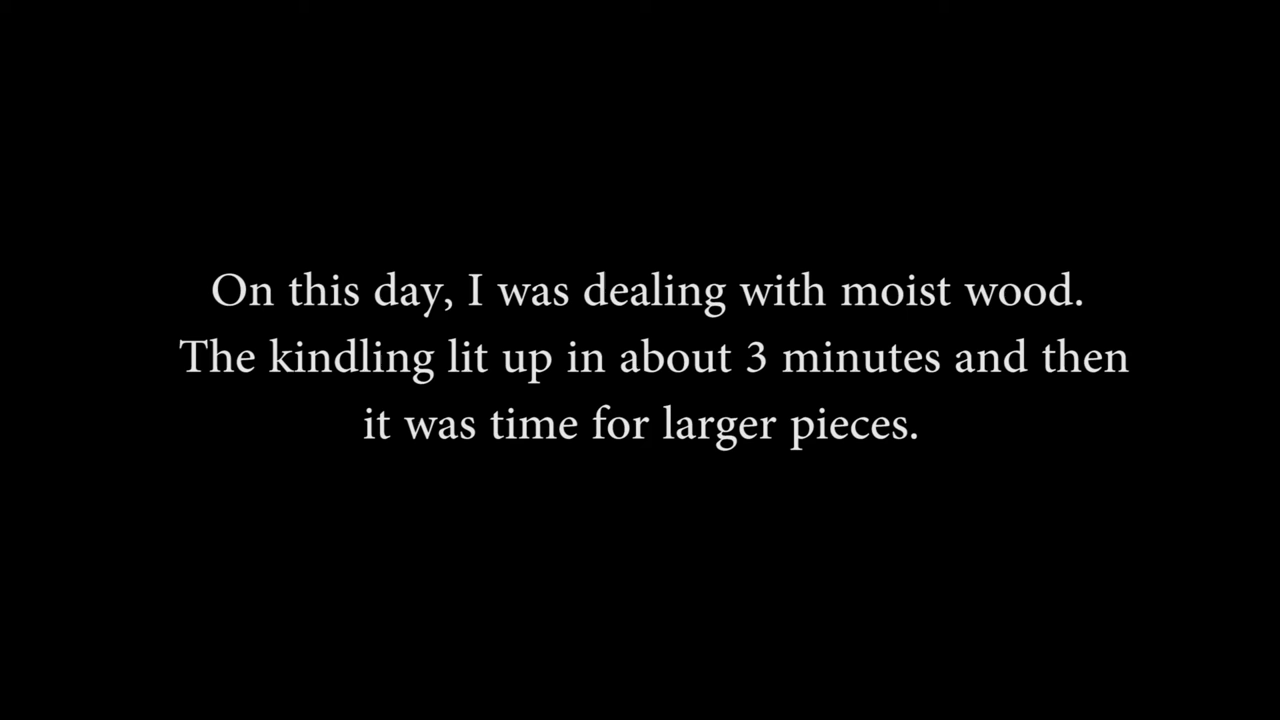 On this day, I was dealing with moist wood.
The kindling lit up in about 3 minutes and then
it was time for larger pieces.